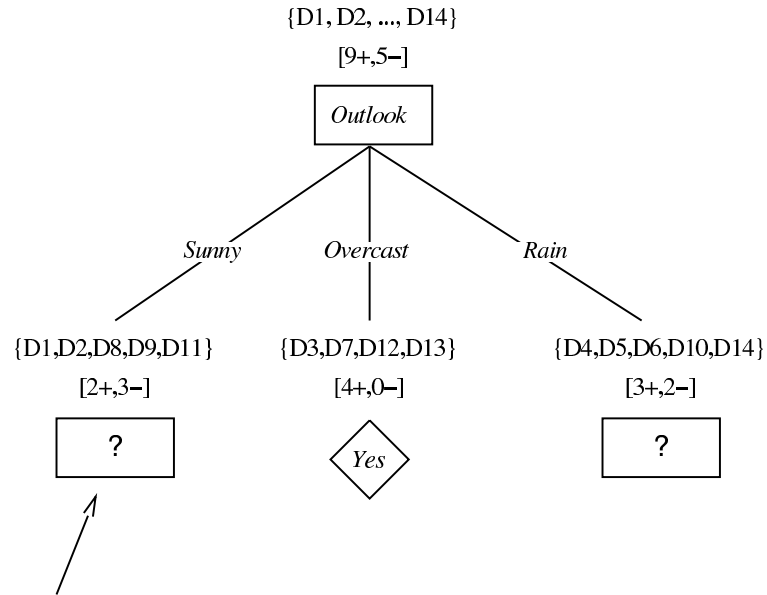 {D1, D2, ..., D14}
[9+,5−]
Outlook
Sunny
Overcast
Rain
{D1,D2,D8,D9,D11}
{D3,D7,D12,D13}
{D4,D5,D6,D10,D14}
[2+,3−]
[4+,0−]
[3+,2−]
?
Yes
?